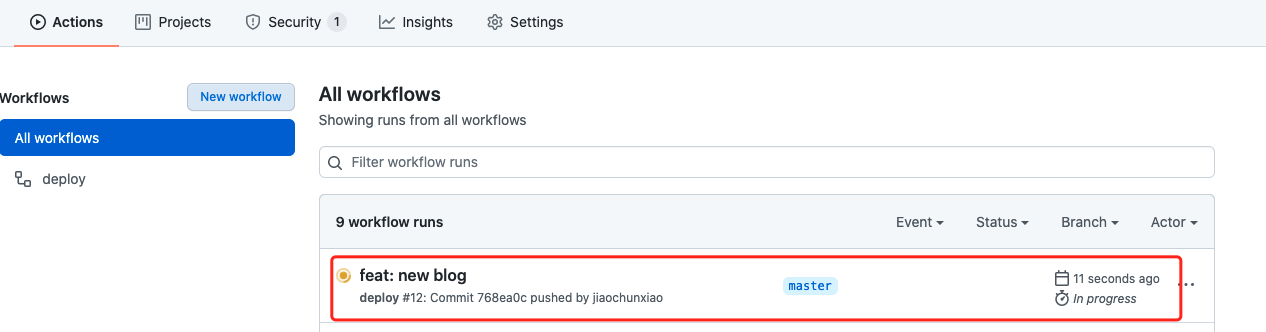 Actions Projects Security 1 Insights Settings
Workflows New workflow
All workflows
deploy
All workflows
Showing runs from all workflows
Filter workflow runs
9 workflow runs Event Status Branch Actor
feat: new blog
deploy #12: Commit 768ea0c pushed by jiaochunxiao
master
11 seconds ago
In progress